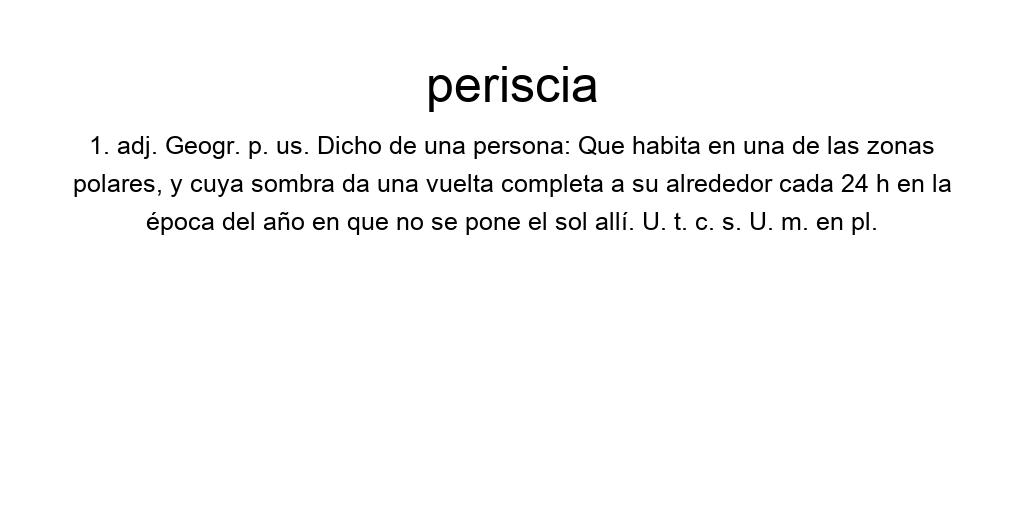 periscia
1. adj. Geogr. p. us. Dicho de una persona: Que habita en una de las zonas
polares, y cuya sombra da una vuelta completa a su alrededor cada 24 h en la
época del año en que no se pone el sol allí. U. t. c. s. U. m. en pl.